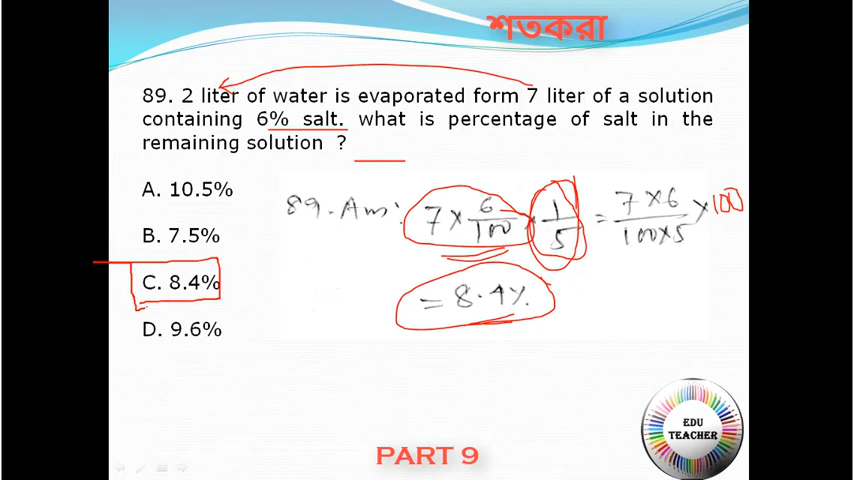 শতকরা
89. 2 liter of water is evaporated form 7 liter of a solution
containing 6% salt. what is percentage of salt in the
remaining solution ?
A. 10.5%
B. 7.5%
C. 8.4%
D. 9.6%
89. Ans: 7 × 6/100 × 1/5 = 7×6/100×5 × 100
= 8.4%
EDU
TEACHER
PART 9